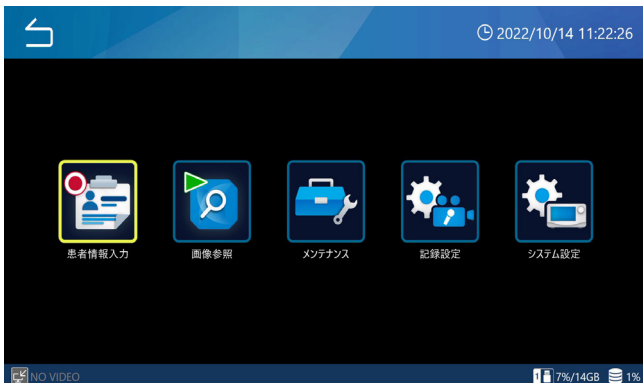 2022/10/14 11:22:26
患者情報入力
画像参照
メンテナンス
記録設定
システム設定
NO VIDEO
1 7%/14GB 1%